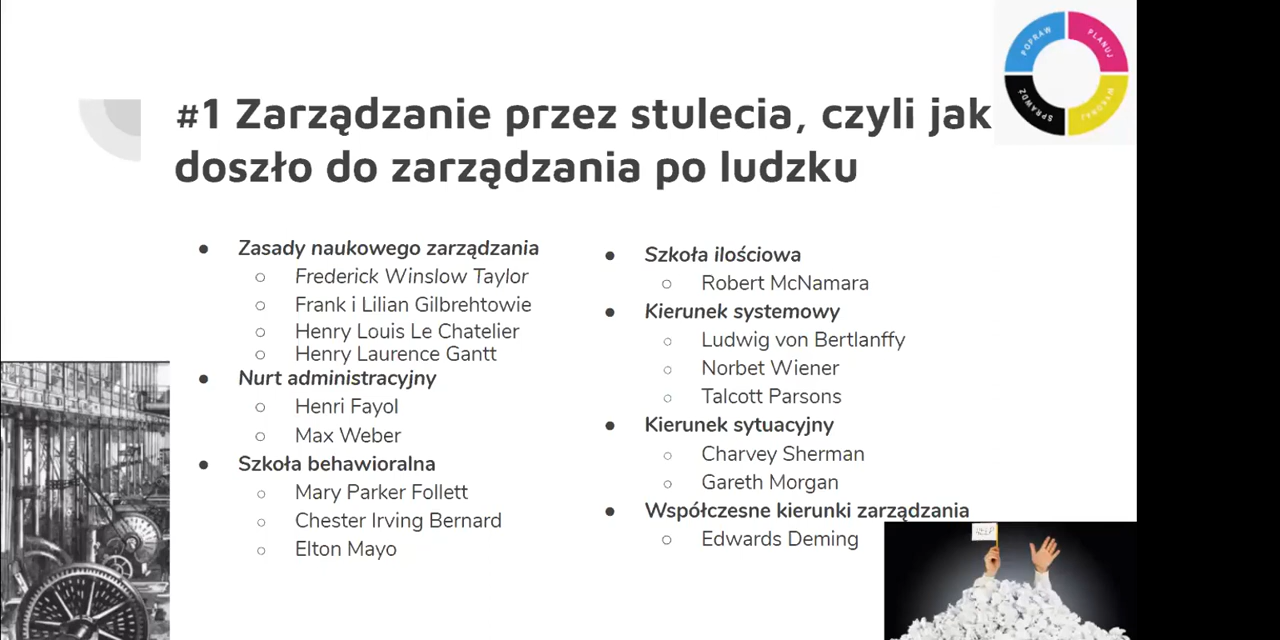 POPRAW
PLANUJ
SPRAWDŹ
WYKONAJ
#1 Zarządzanie przez stulecia, czyli jak
doszło do zarządzania po ludzku
● Zasady naukowego zarządzania
○ Frederick Winslow Taylor
○ Frank i Lilian Gilbrehtowie
○ Henry Louis Le Chatelier
○ Henry Laurence Gantt
● Nurt administracyjny
○ Henri Fayol
○ Max Weber
● Szkoła behawioralna
○ Mary Parker Follett
○ Chester Irving Bernard
○ Elton Mayo
● Szkoła ilościowa
○ Robert McNamara
● Kierunek systemowy
○ Ludwig von Bertlanffy
○ Norbet Wiener
○ Talcott Parsons
● Kierunek sytuacyjny
○ Charvey Sherman
○ Gareth Morgan
● Współczesne kierunki zarządzania
○ Edwards Deming
HELP